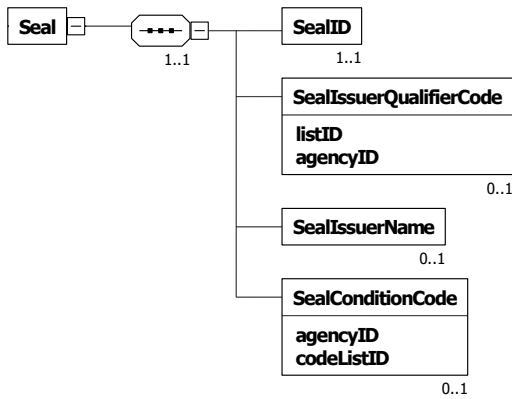 Seal
1..1
SealID
1..1
SealIssuerQualifierCode
listID
agencyID
0..1
SealIssuerName
0..1
SealConditionCode
agencyID
codeListID
0..1